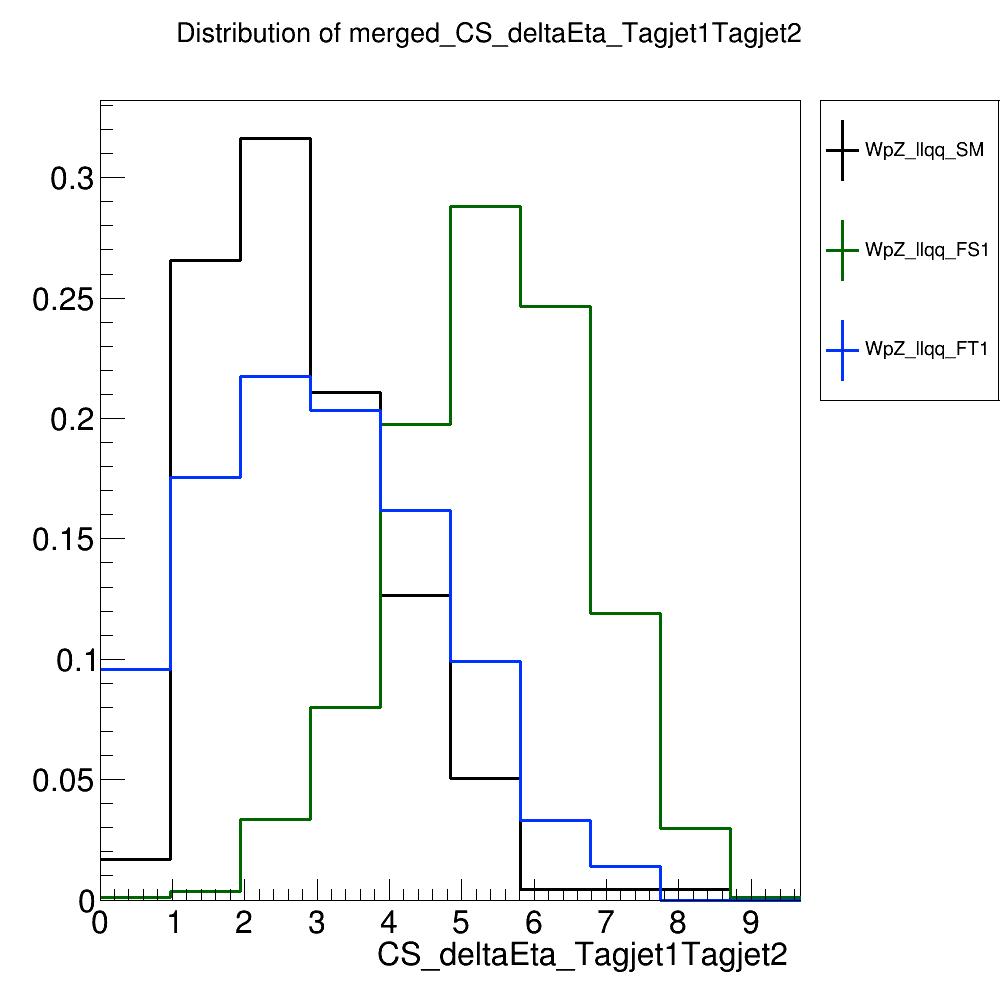 Distribution of merged_CS_deltaEta_Tagjet1Tagjet2
WpZ_llqq_SM
WpZ_llqq_FS1
WpZ_llqq_FT1
0.3
0.25
0.2
0.15
0.1
0.05
0
0 1 2 3 4 5 6 7 8 9
CS_deltaEta_Tagjet1Tagjet2